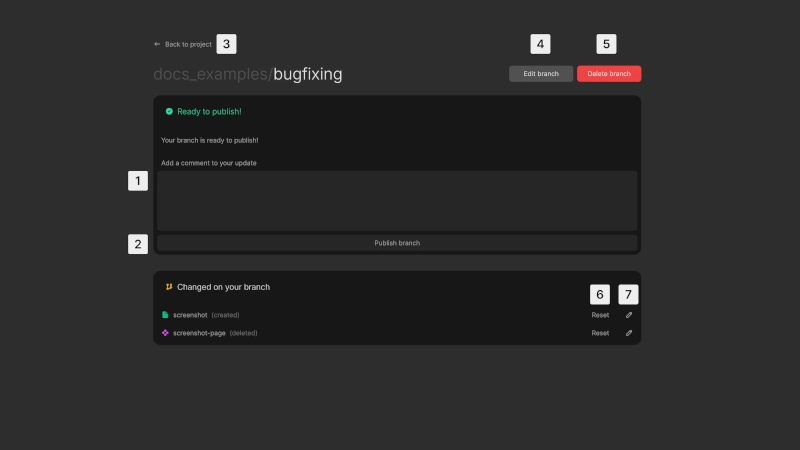 ← Back to project 3
4 5
docs_examples/bugfixing Edit branch Delete branch
Ready to publish!
Your branch is ready to publish!
Add a comment to your update
1
2 Publish branch
Changed on your branch
6 7
screenshot (created) Reset
screenshot-page (deleted) Reset